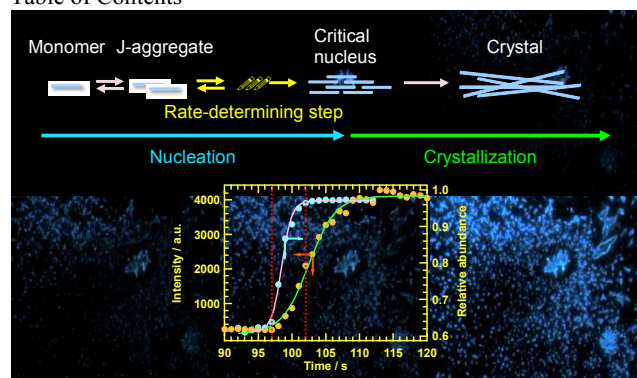 Table of Contents
Monomer J-aggregate
Critical
nucleus
Crystal
Rate-determining step
Nucleation
Crystallization
4000
3000
2000
1000
Intensity / a.u.
1.0
0.9
0.8
0.7
0.6
Relative abundance
90 95 100 105 110 115 120
Time / s